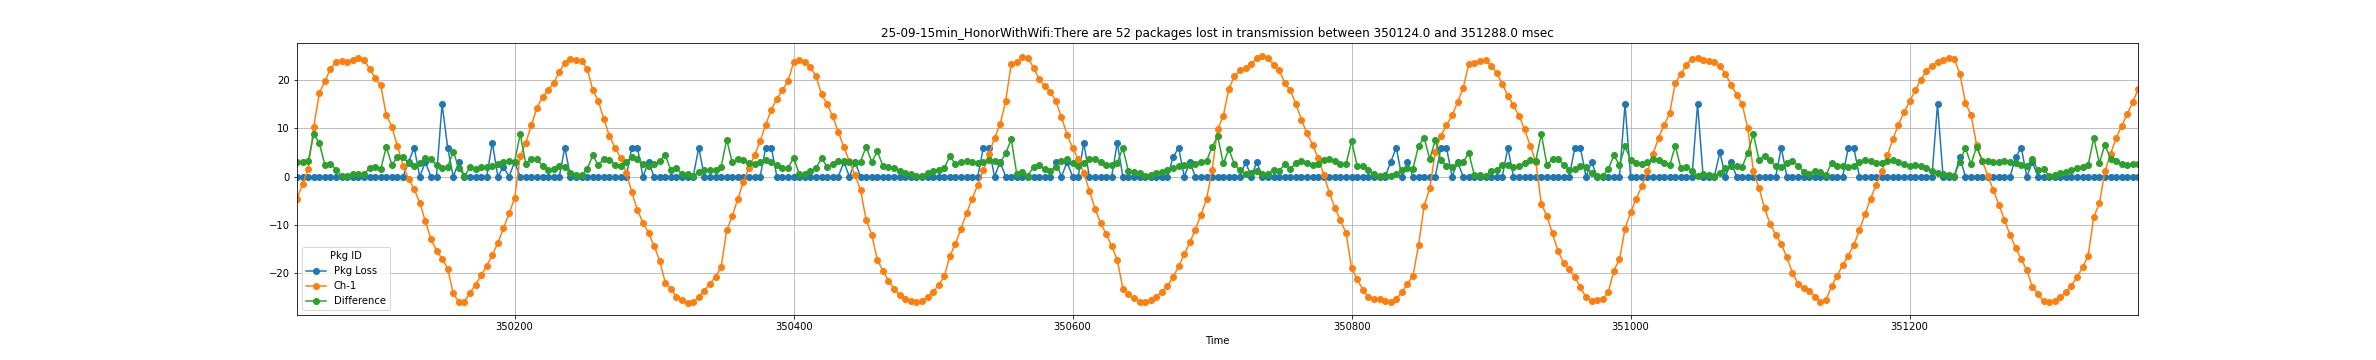 25-09-15min_HonorWithWifi:There are 52 packages lost in transmission between 350124.0 and 351288.0 msec
20
10
0
−10
−20
Pkg ID
Pkg Loss
Ch-1
Difference
350200 350400 350600 350800 351000 351200
Time